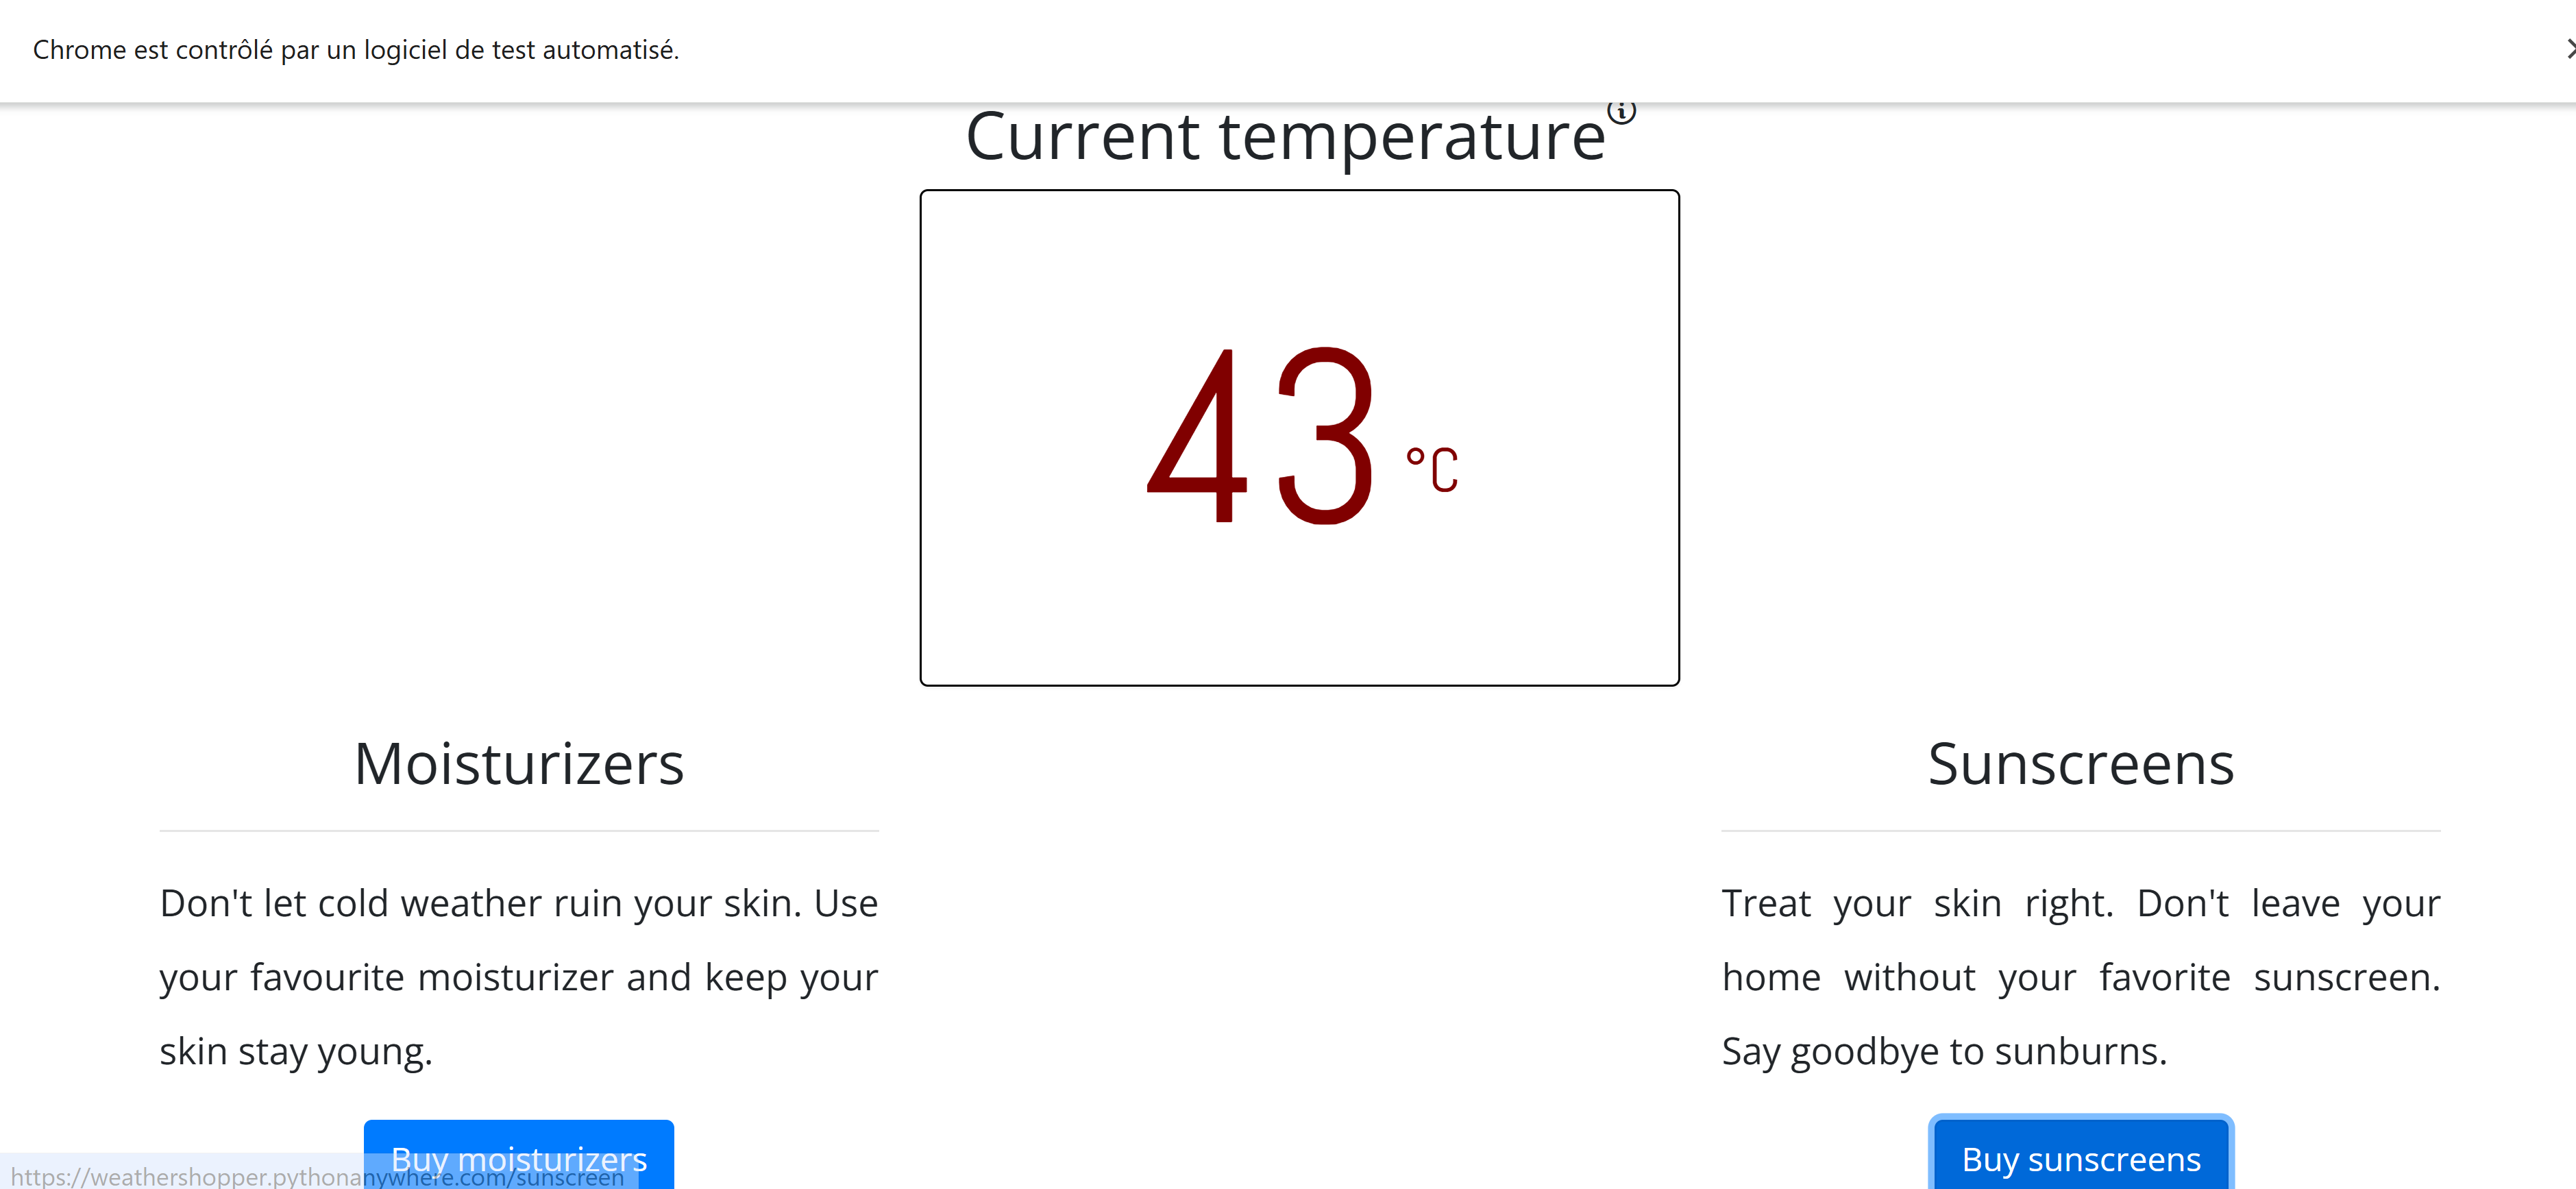 Chrome est contrôlé par un logiciel de test automatisé.
Current temperature
43 °C
Moisturizers
Don't let cold weather ruin your skin. Use
your favourite moisturizer and keep your
skin stay young.
Buy moisturizers
Sunscreens
Treat your skin right. Don't leave your
home without your favorite sunscreen.
Say goodbye to sunburns.
Buy sunscreens
https://weathershopper.pythonanywhere.com/sunscreen